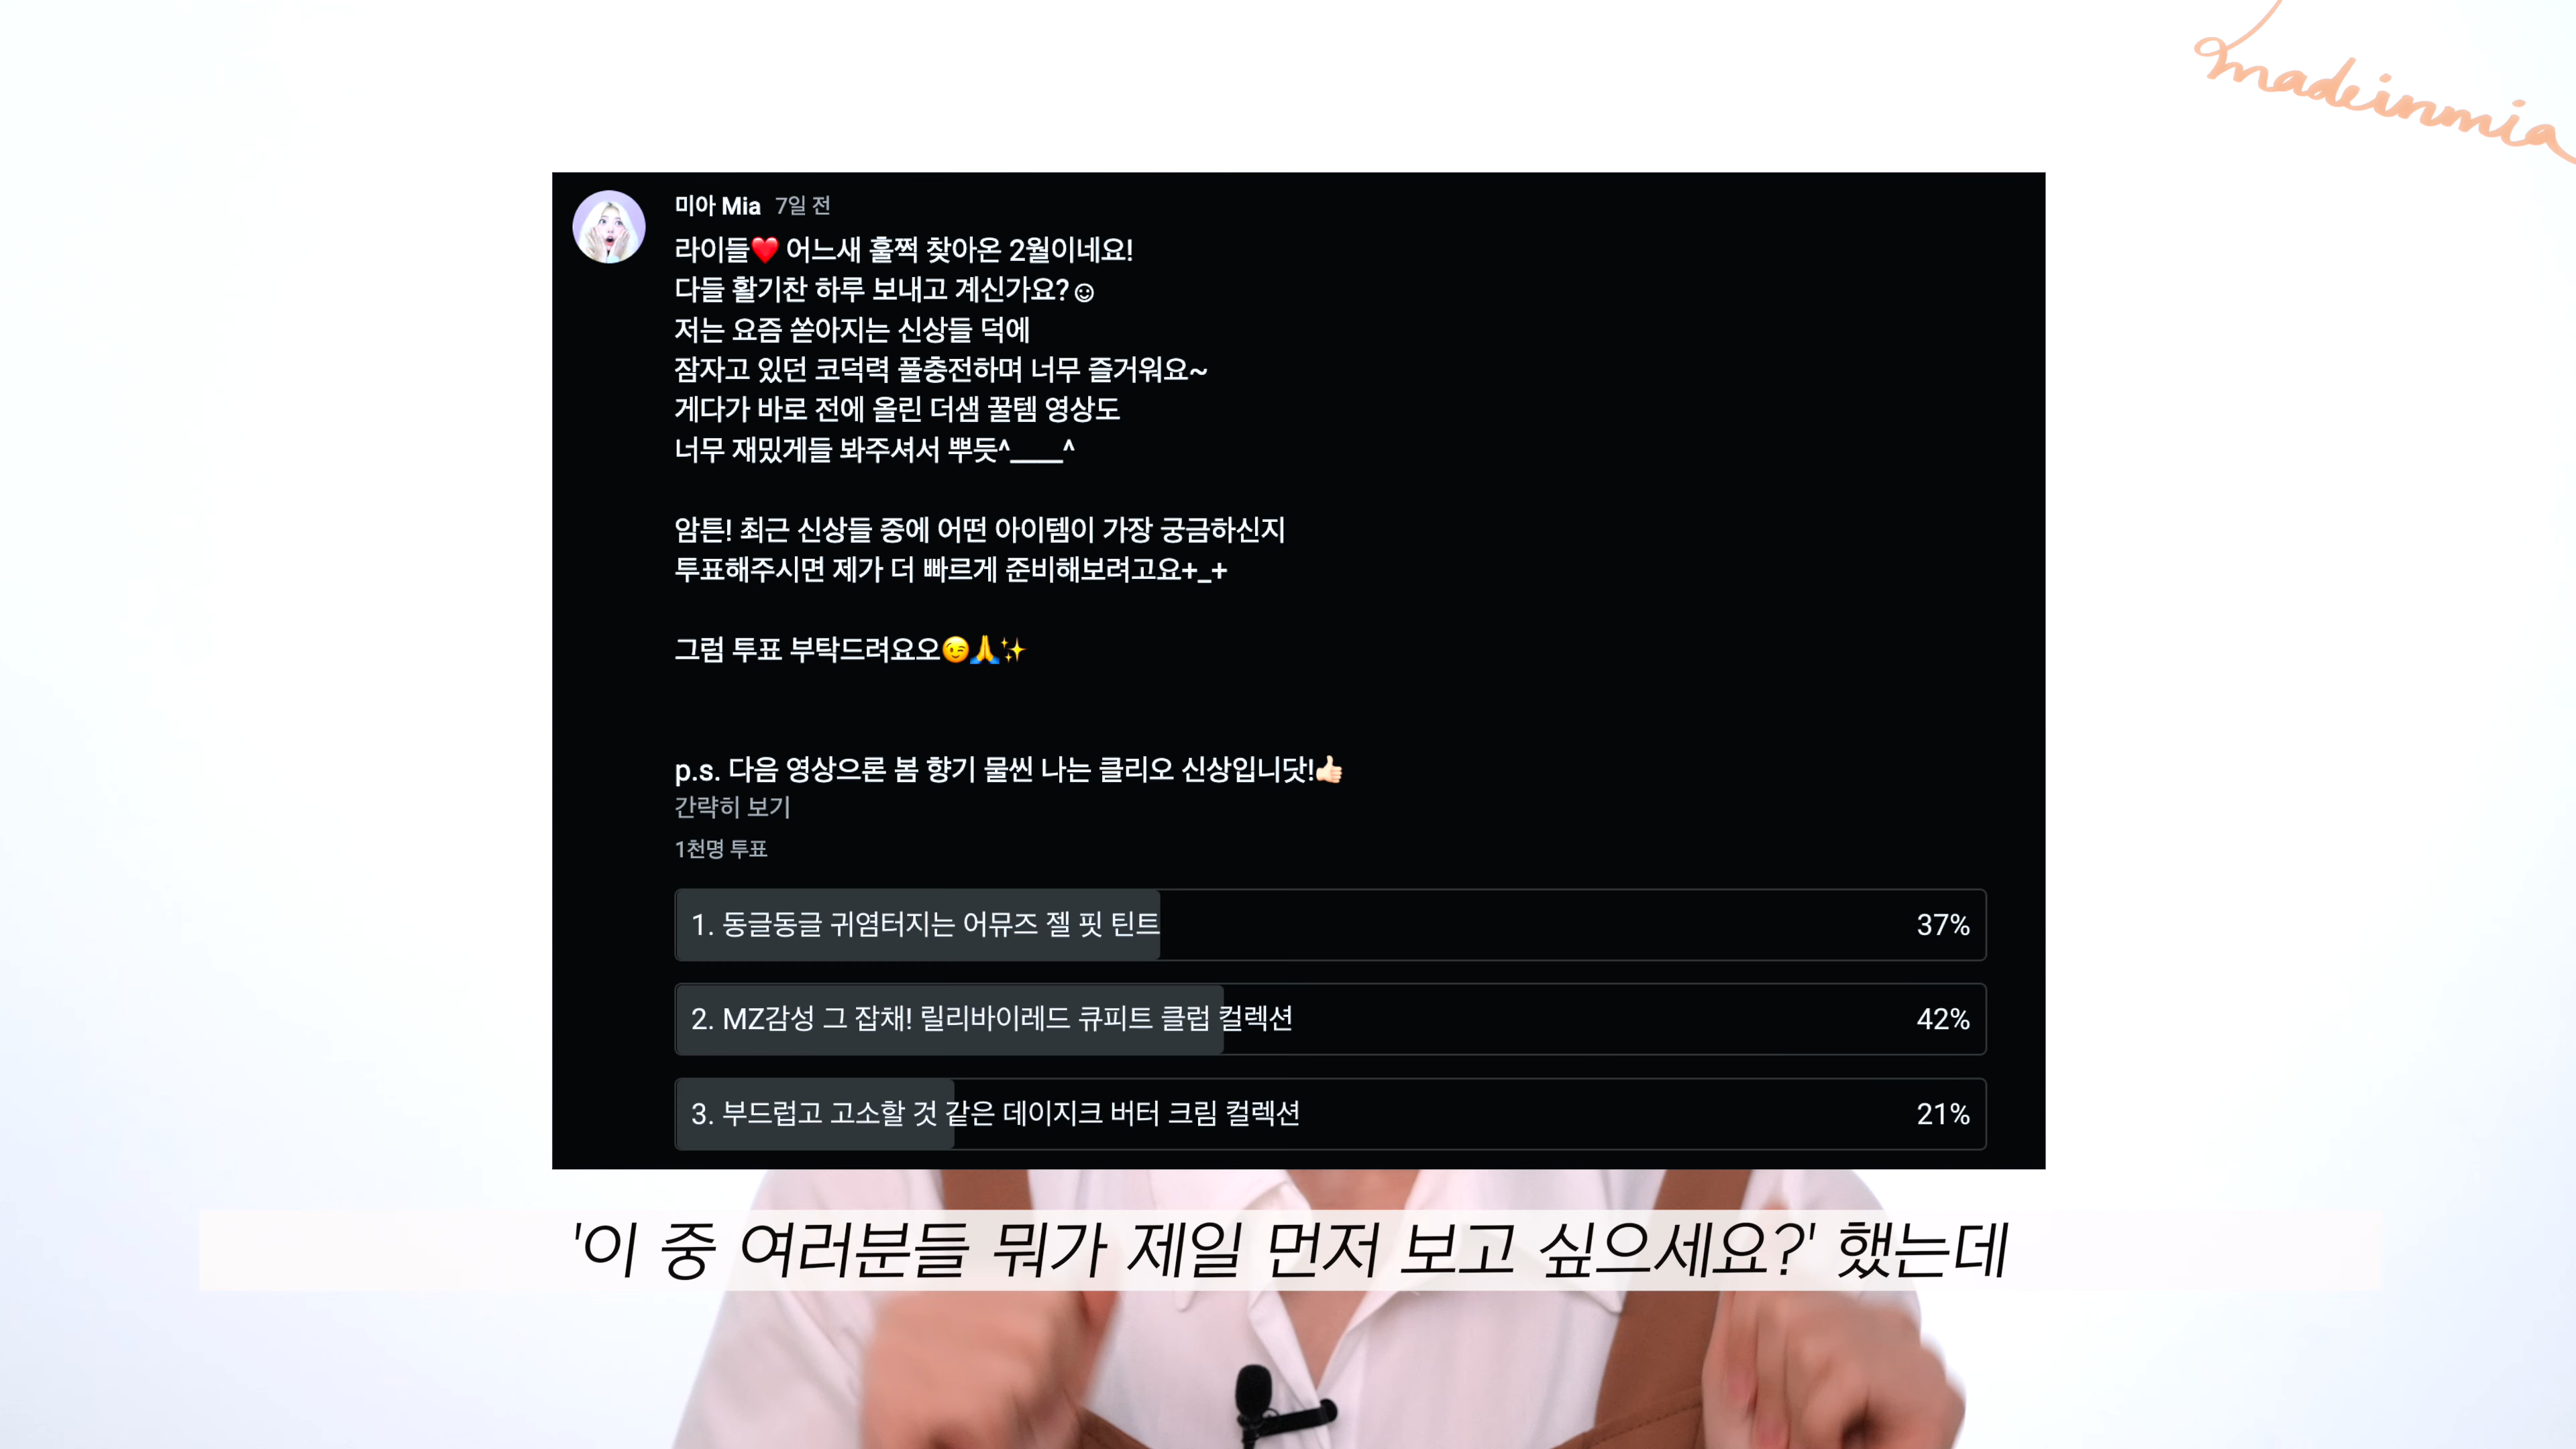 madeinmia
미아 Mia 7일 전
라이들❤️ 어느새 훌쩍 찾아온 2월이네요!
다들 활기찬 하루 보내고 계신가요?☺
저는 요즘 쏟아지는 신상들 덕에
잠자고 있던 코덕력 풀충전하며 너무 즐거워요~
게다가 바로 전에 올린 더샘 꿀템 영상도
너무 재밌게들 봐주셔서 뿌듯^____^
암튼! 최근 신상들 중에 어떤 아이템이 가장 궁금하신지
투표해주시면 제가 더 빠르게 준비해보려고요+_+
그럼 투표 부탁드려요오😉🙏✨
p.s. 다음 영상으론 봄 향기 물씬 나는 클리오 신상입니닷!👍🏻
간략히 보기
1천명 투표
1. 동글동글 귀염터지는 어뮤즈 젤 핏 틴트 37%
2. MZ감성 그 잡채! 릴리바이레드 큐피트 클럽 컬렉션 42%
3. 부드럽고 고소할 것 같은 데이지크 버터 크림 컬렉션 21%
'이 중 여러분들 뭐가 제일 먼저 보고 싶으세요?' 했는데